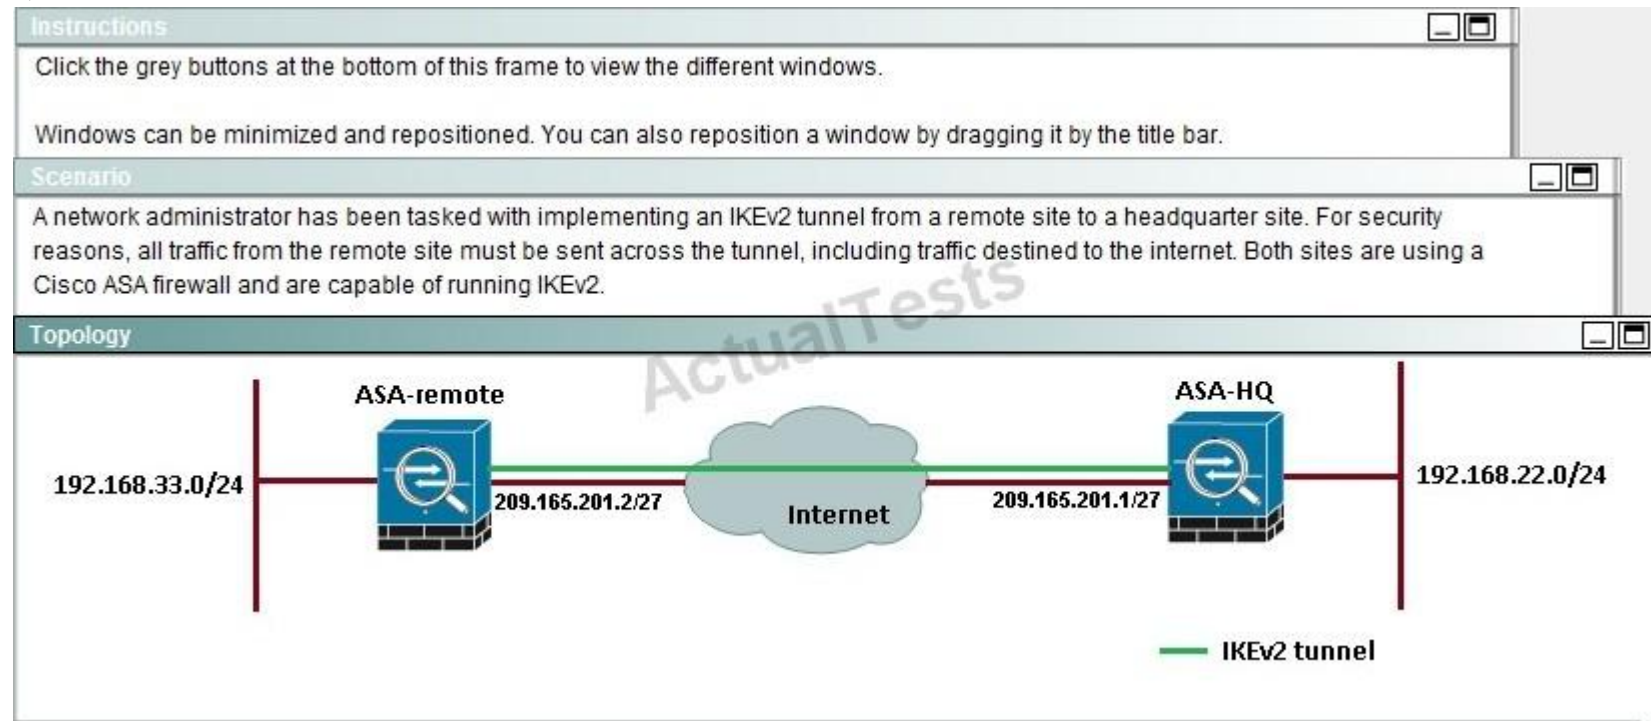 Instructions
Click the grey buttons at the bottom of this frame to view the different windows.
Windows can be minimized and repositioned. You can also reposition a window by dragging it by the title bar.
Scenario
A network administrator has been tasked with implementing an IKEv2 tunnel from a remote site to a headquarter site. For security
reasons, all traffic from the remote site must be sent across the tunnel, including traffic destined to the internet. Both sites are using a
Cisco ASA firewall and are capable of running IKEv2.
ActualTests
Topology
ASA-remote
ASA-HQ
192.168.33.0/24
209.165.201.2/27
Internet
209.165.201.1/27
192.168.22.0/24
IKEv2 tunnel